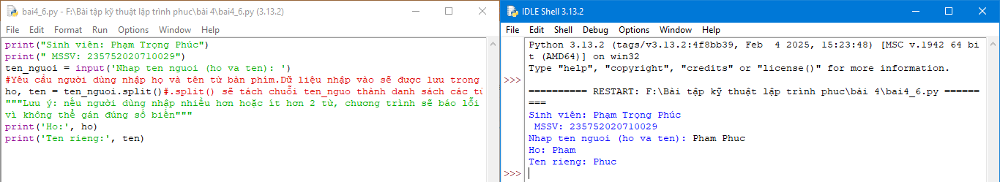 bai4_6.py - F:\Bài tập kỹ thuật lập trình phuc\bài 4\bai4_6.py (3.13.2)
File Edit Format Run Options Window Help
print("Sinh viên: Phạm Trọng Phúc")
print(" MSSV: 235752020710029")
ten_nguoi = input('Nhap ten nguoi (ho va ten): ')
#Yêu cầu người dùng nhập họ và tên từ bàn phím.Dữ liệu nhập vào sẽ được lưu trong
ho, ten = ten_nguoi.split()#.split() sẽ tách chuỗi ten_nguo thành danh sách các từ
"""Lưu ý: nếu người dùng nhập nhiều hơn hoặc ít hơn 2 từ, chương trình sẽ báo lỗi
vì không thể gán đúng số biến"""
print('Ho:', ho)
print('Ten rieng:', ten)
IDLE Shell 3.13.2
File Edit Shell Debug Options Window Help
Python 3.13.2 (tags/v3.13.2:4f8bb39, Feb  4 2025, 15:23:48) [MSC v.1942 64 bi
t (AMD64)] on win32
Type "help", "copyright", "credits" or "license()" for more information.
>>>
========== RESTART: F:\Bài tập kỹ thuật lập trình phuc\bài 4\bai4_6.py ======
===
Sinh viên: Phạm Trọng Phúc
 MSSV: 235752020710029
Nhap ten nguoi (ho va ten): Pham Phuc
Ho: Pham
Ten rieng: Phuc
>>>